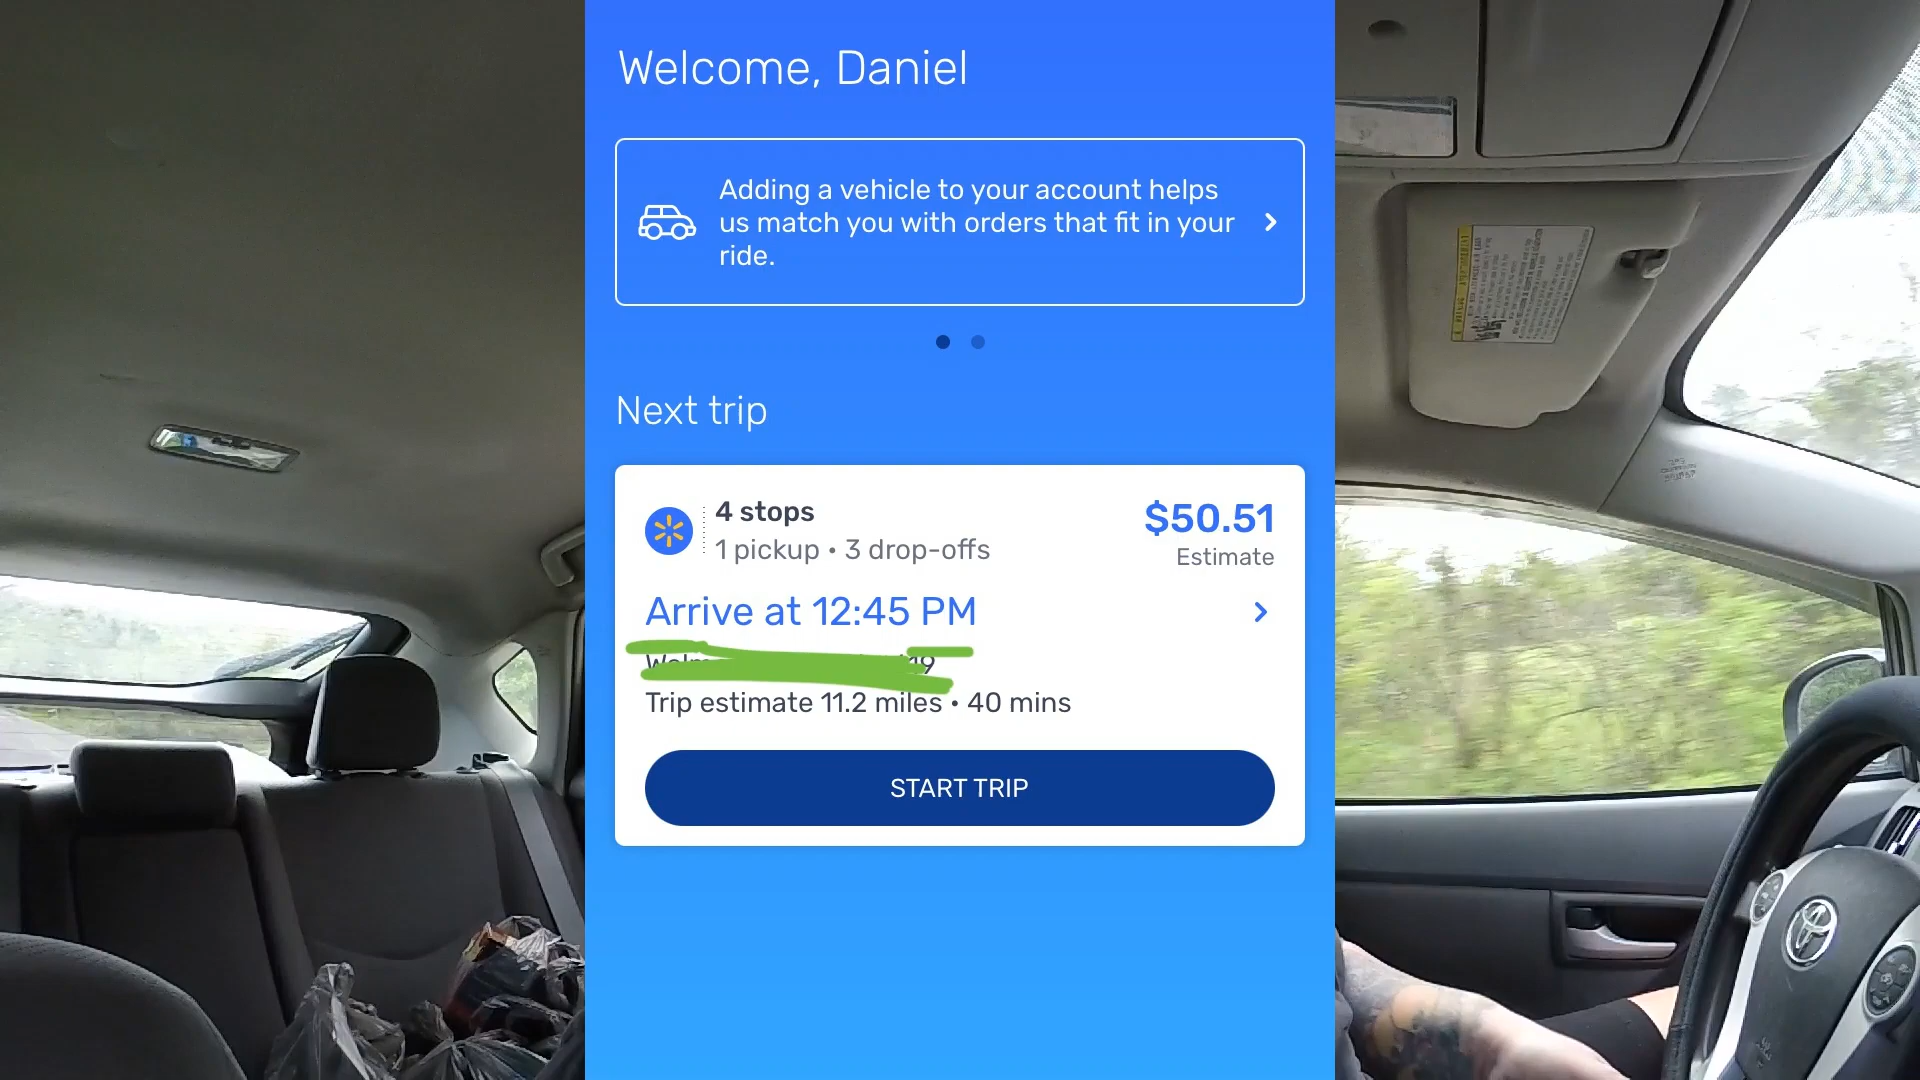 Welcome, Daniel
Adding a vehicle to your account helps
us match you with orders that fit in your
ride.
Next trip
4 stops
$50.51
1 pickup • 3 drop-offs
Estimate
Arrive at 12:45 PM
Trip estimate 11.2 miles • 40 mins
START TRIP